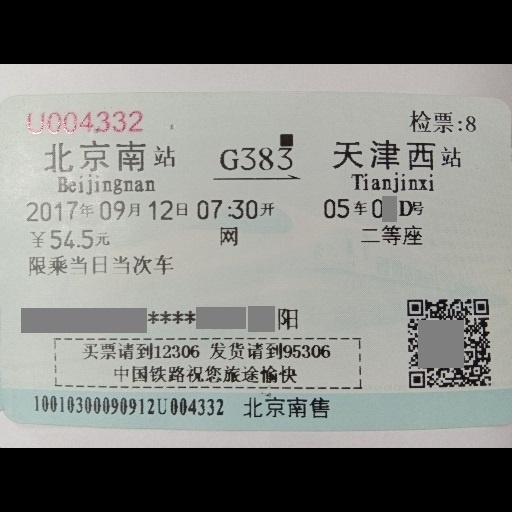 U004332 检票:8
北京南站 G383 天津西站
Beijingnan Tianjinxi
2017年09月12日07:30开 05车0D号
￥54.5元 网 二等座
限乘当日当次车
****阳
买票请到12306 发货请到95306
中国铁路祝您旅途愉快
10010300090912U004332 北京南售